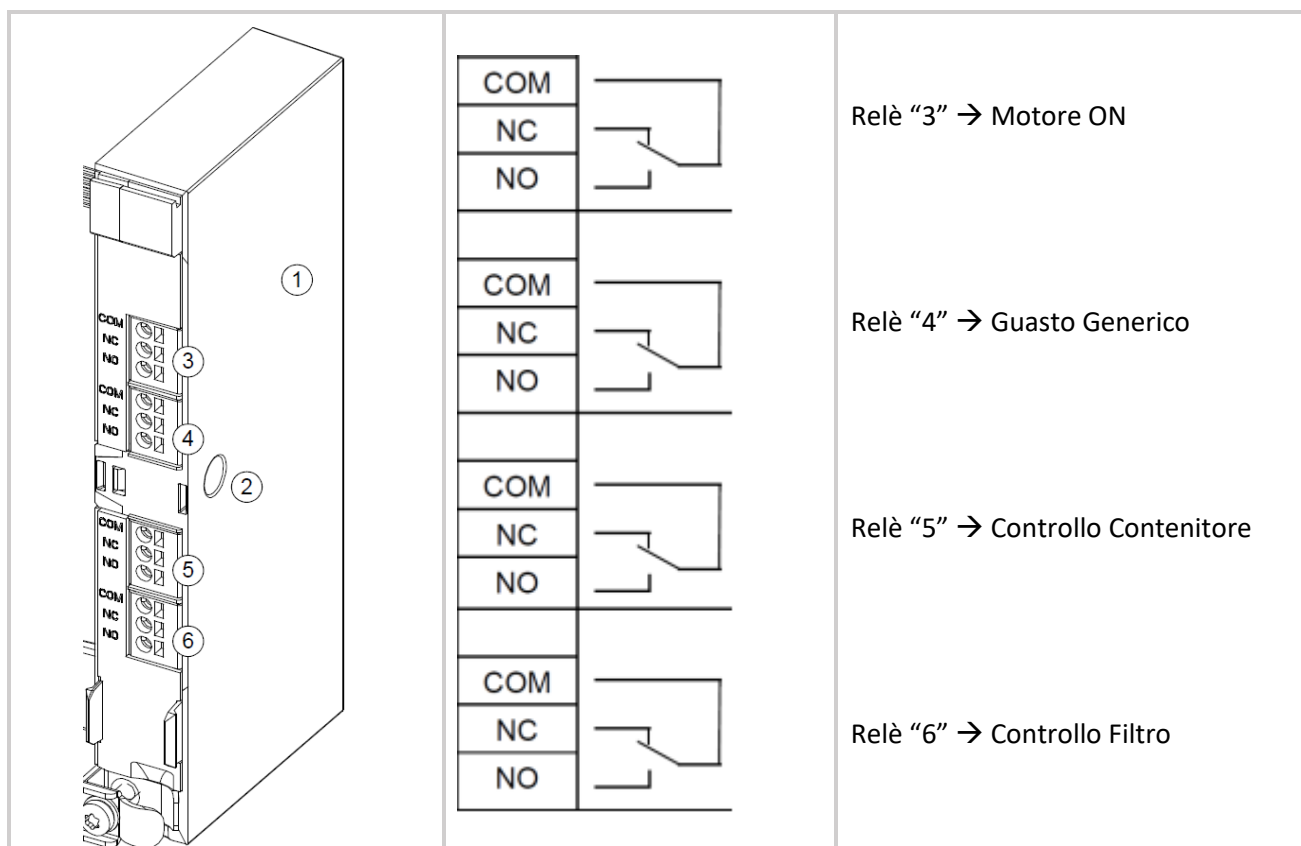 1
COM
NC
NO
3
COM
NC
NO
4
2
COM
NC
NO
5
COM
NC
NO
6
COM
NC
NO
COM
NC
NO
COM
NC
NO
COM
NC
NO
Relè “3” → Motore ON
Relè “4” → Guasto Generico
Relè “5” → Controllo Contenitore
Relè “6” → Controllo Filtro